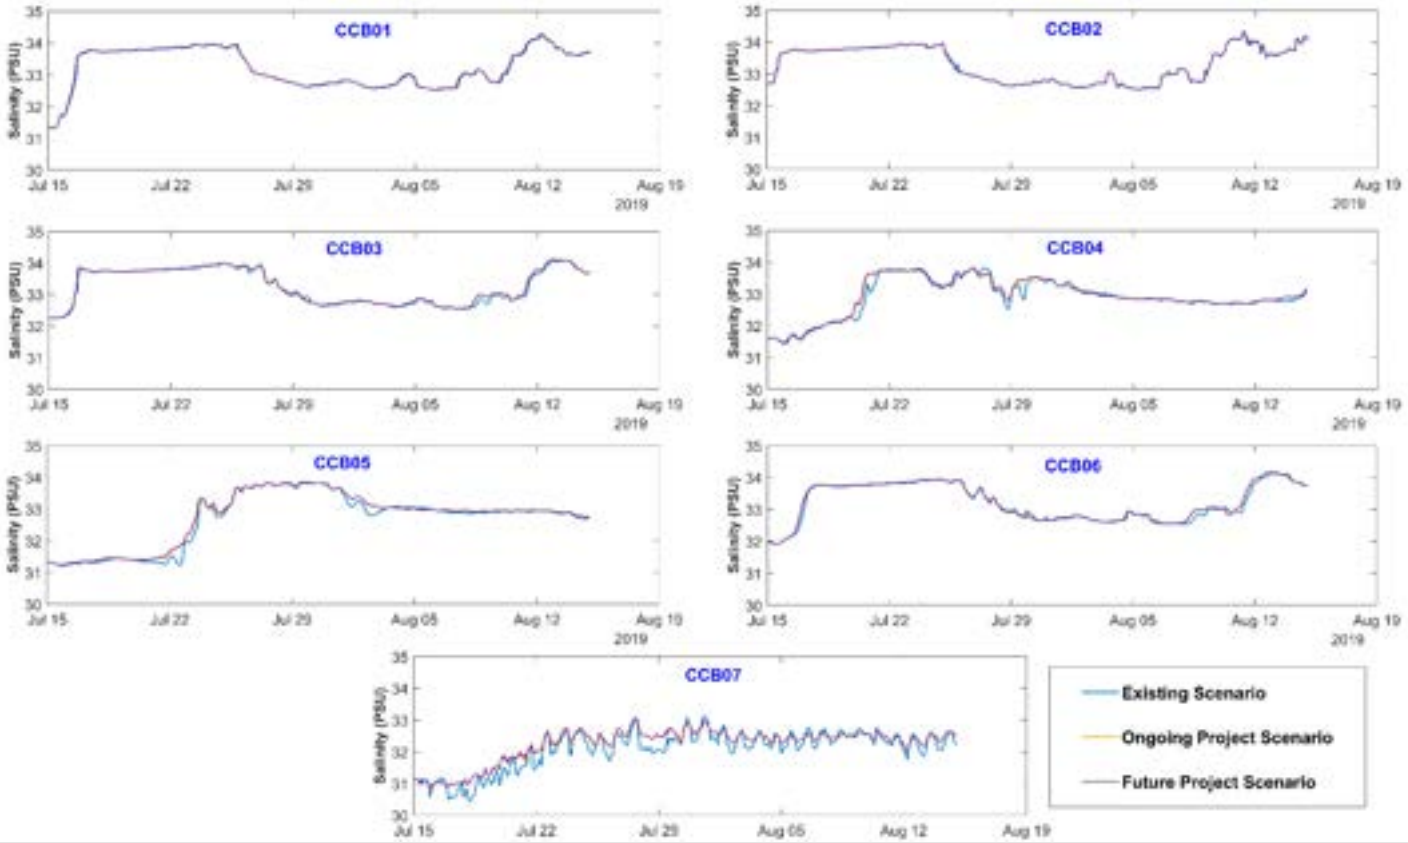 CCB01
Salinity (PSU)
35
34
33
32
31
30
Jul 15 Jul 22 Jul 29 Aug 05 Aug 12 Aug 19
2019
CCB02
Salinity (PSU)
35
34
33
32
31
30
Jul 15 Jul 22 Jul 29 Aug 05 Aug 12 Aug 19
2019
CCB03
Salinity (PSU)
35
34
33
32
31
30
Jul 15 Jul 22 Jul 29 Aug 05 Aug 12 Aug 19
2019
CCB04
Salinity (PSU)
35
34
33
32
31
30
Jul 15 Jul 22 Jul 29 Aug 05 Aug 12 Aug 19
2019
CCB05
Salinity (PSU)
35
34
33
32
31
30
Jul 15 Jul 22 Jul 29 Aug 05 Aug 12 Aug 19
2019
CCB06
Salinity (PSU)
35
34
33
32
31
30
Jul 15 Jul 22 Jul 29 Aug 05 Aug 12 Aug 19
2019
CCB07
Salinity (PSU)
35
34
33
32
31
30
Jul 15 Jul 22 Jul 29 Aug 05 Aug 12 Aug 19
Existing Scenario
Ongoing Project Scenario
Future Project Scenario